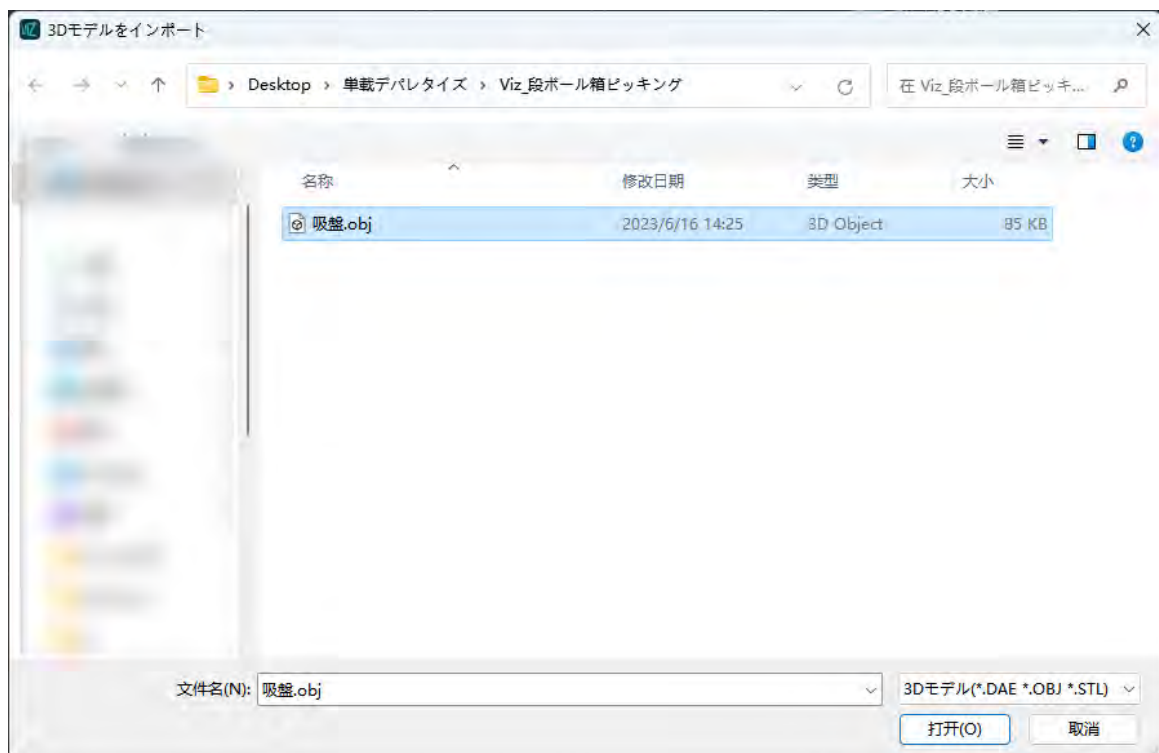 3Dモデルをインポート
Desktop › 単載デパレタイズ › Viz_段ボール箱ピッキング
在 Viz_段ボール箱ピッキ...
名称 修改日期 类型 大小
吸盤.obj 2023/6/16 14:25 3D Object 85 KB
文件名(N): 吸盤.obj 3Dモデル(*.DAE *.OBJ *.STL)
打开(O) 取消